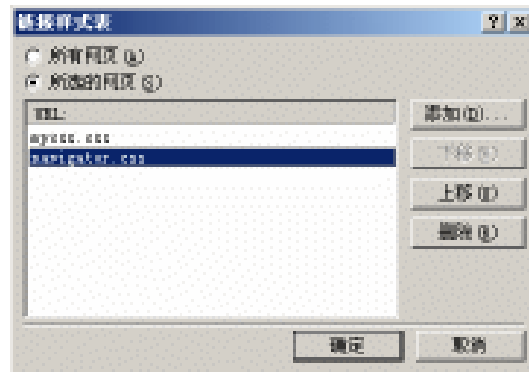 链接样式表
所有网页(A)
所选的网页(S)
URL:
mycss.css
navigator.css
添加(D)...
下移(N)
上移(U)
删除(R)
确定
取消